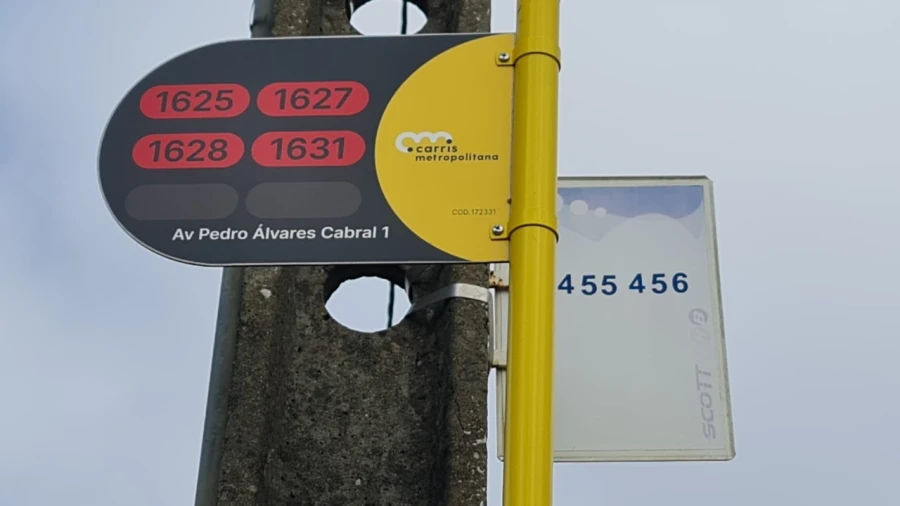 1625 1627
1628 1631
Av Pedro Álvares Cabral 1
carris
metropolitana
COD. 172331
455 456
SCOTT